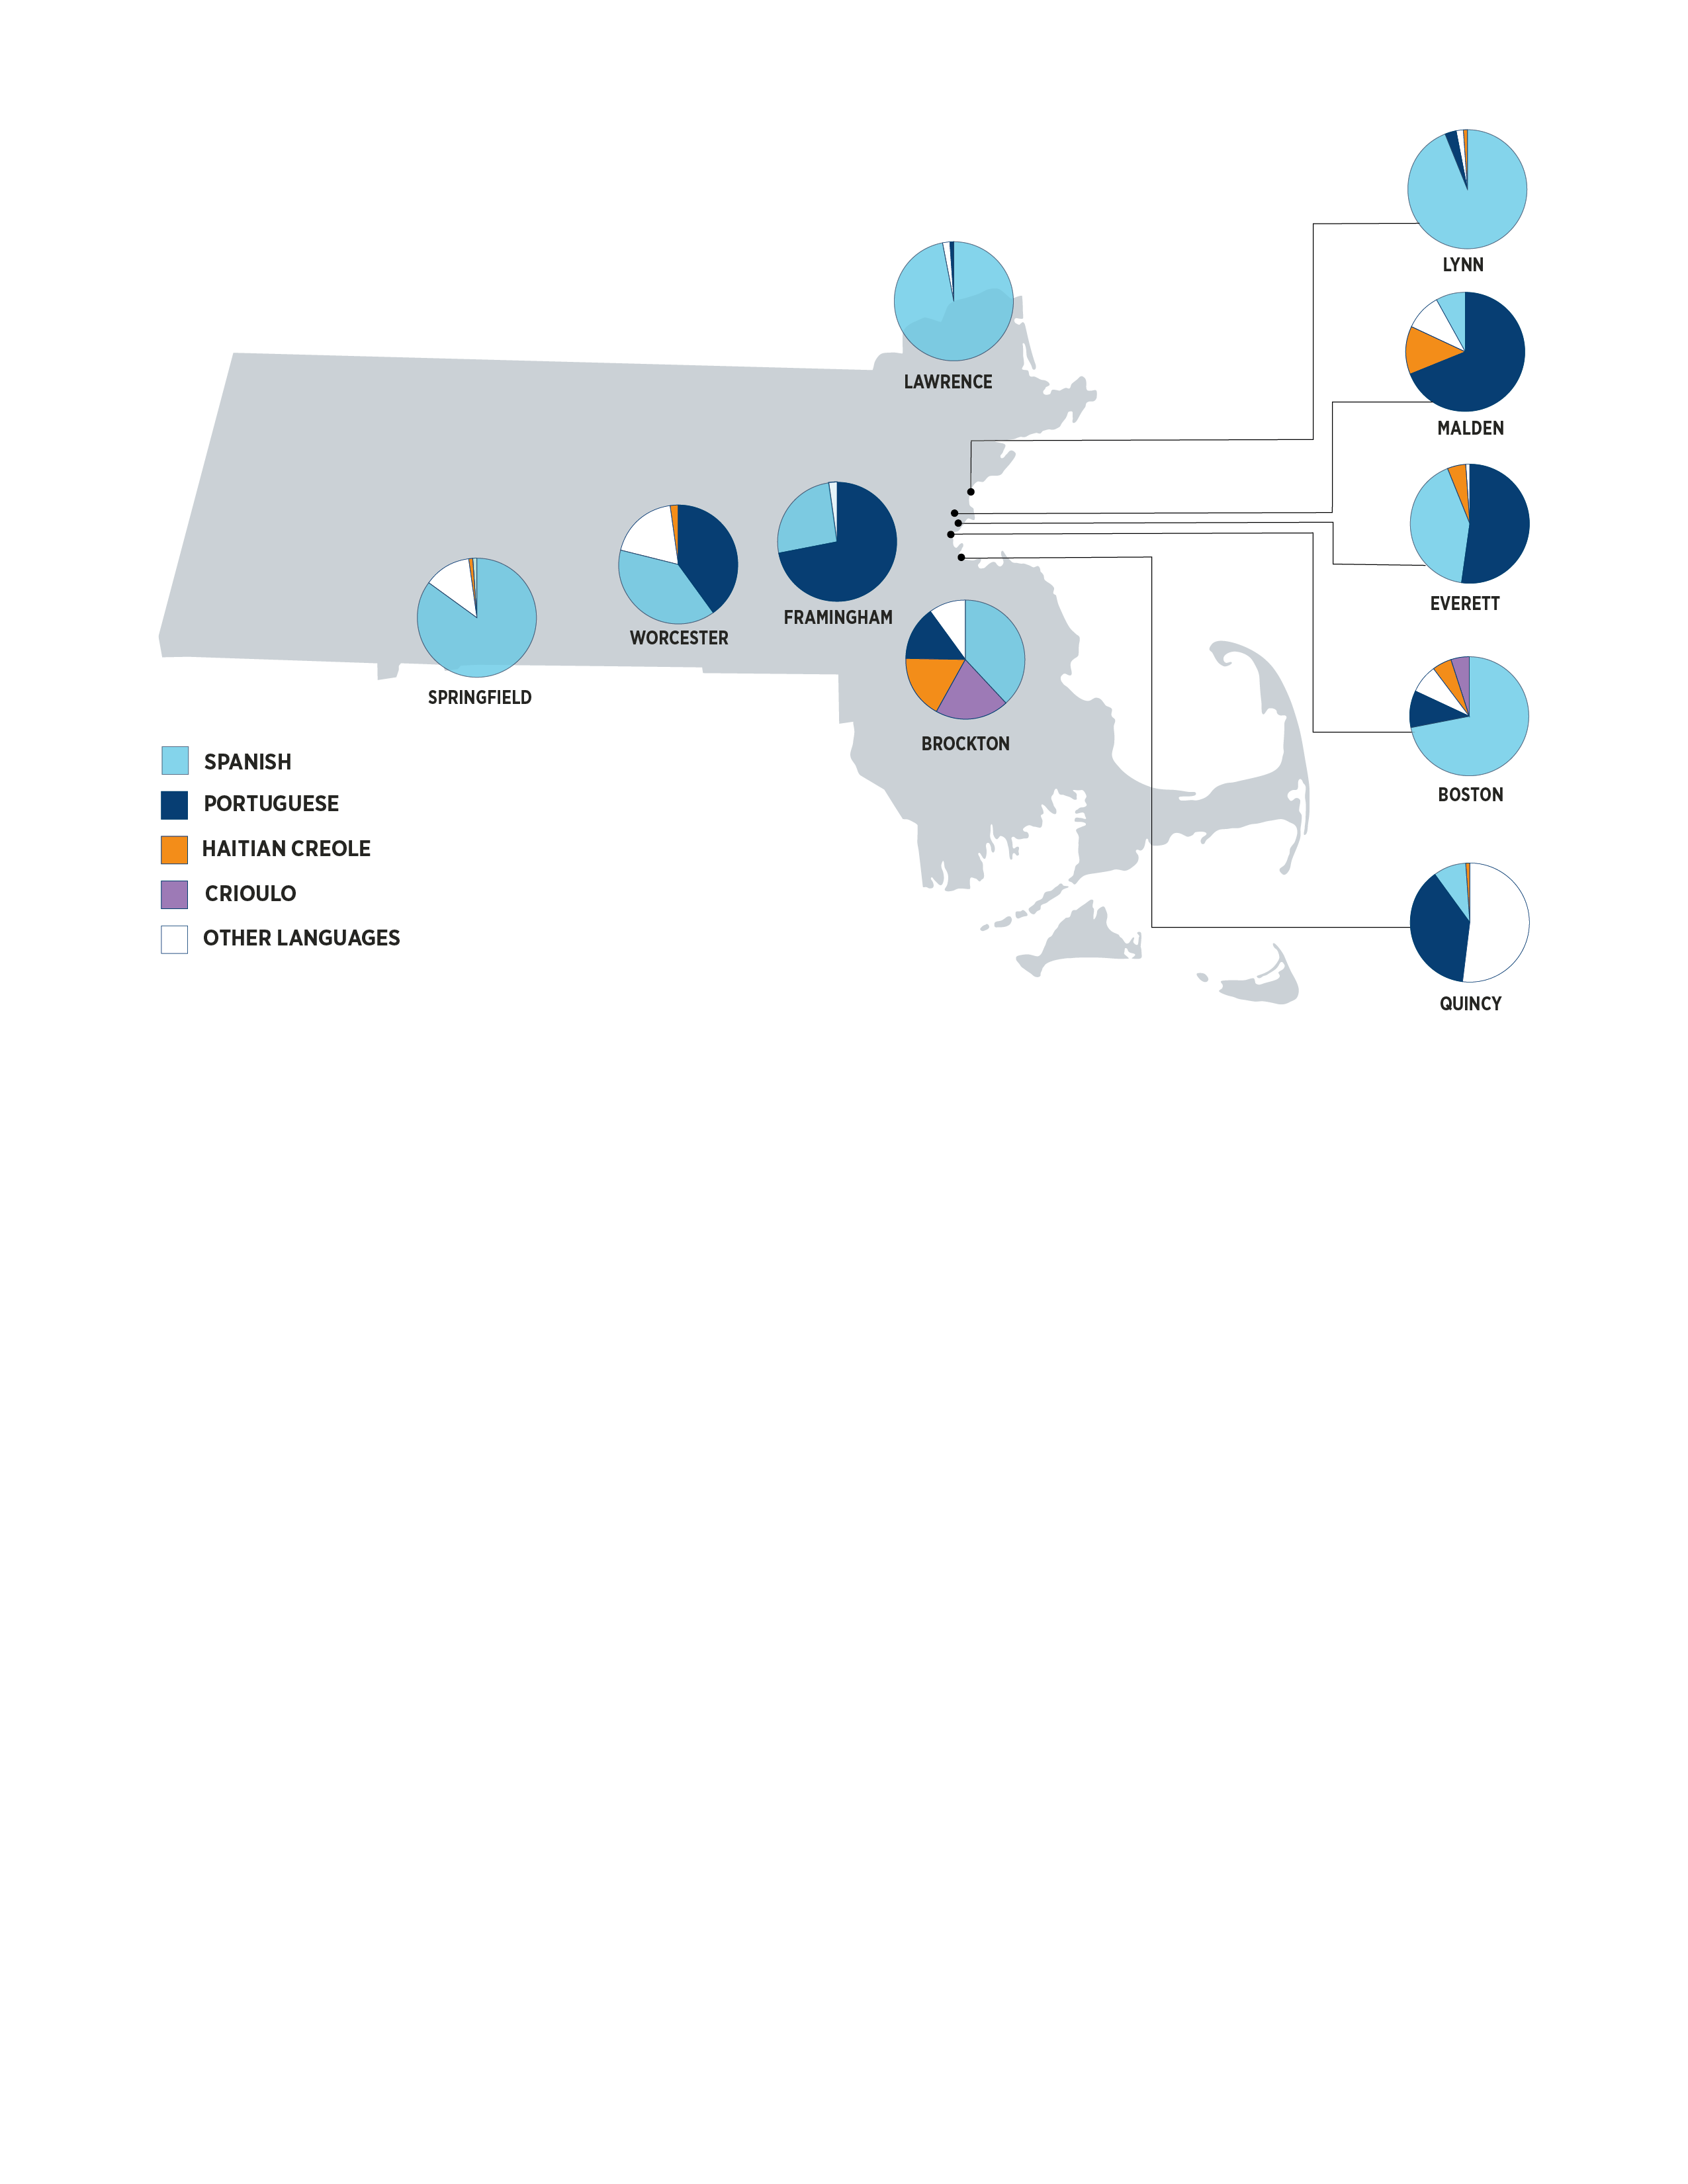 LYNN
LAWRENCE
MALDEN
FRAMINGHAM
EVERETT
WORCESTER
SPRINGFIELD
BROCKTON
BOSTON
SPANISH
PORTUGUESE
HAITIAN CREOLE
CRIOULO
OTHER LANGUAGES
QUINCY